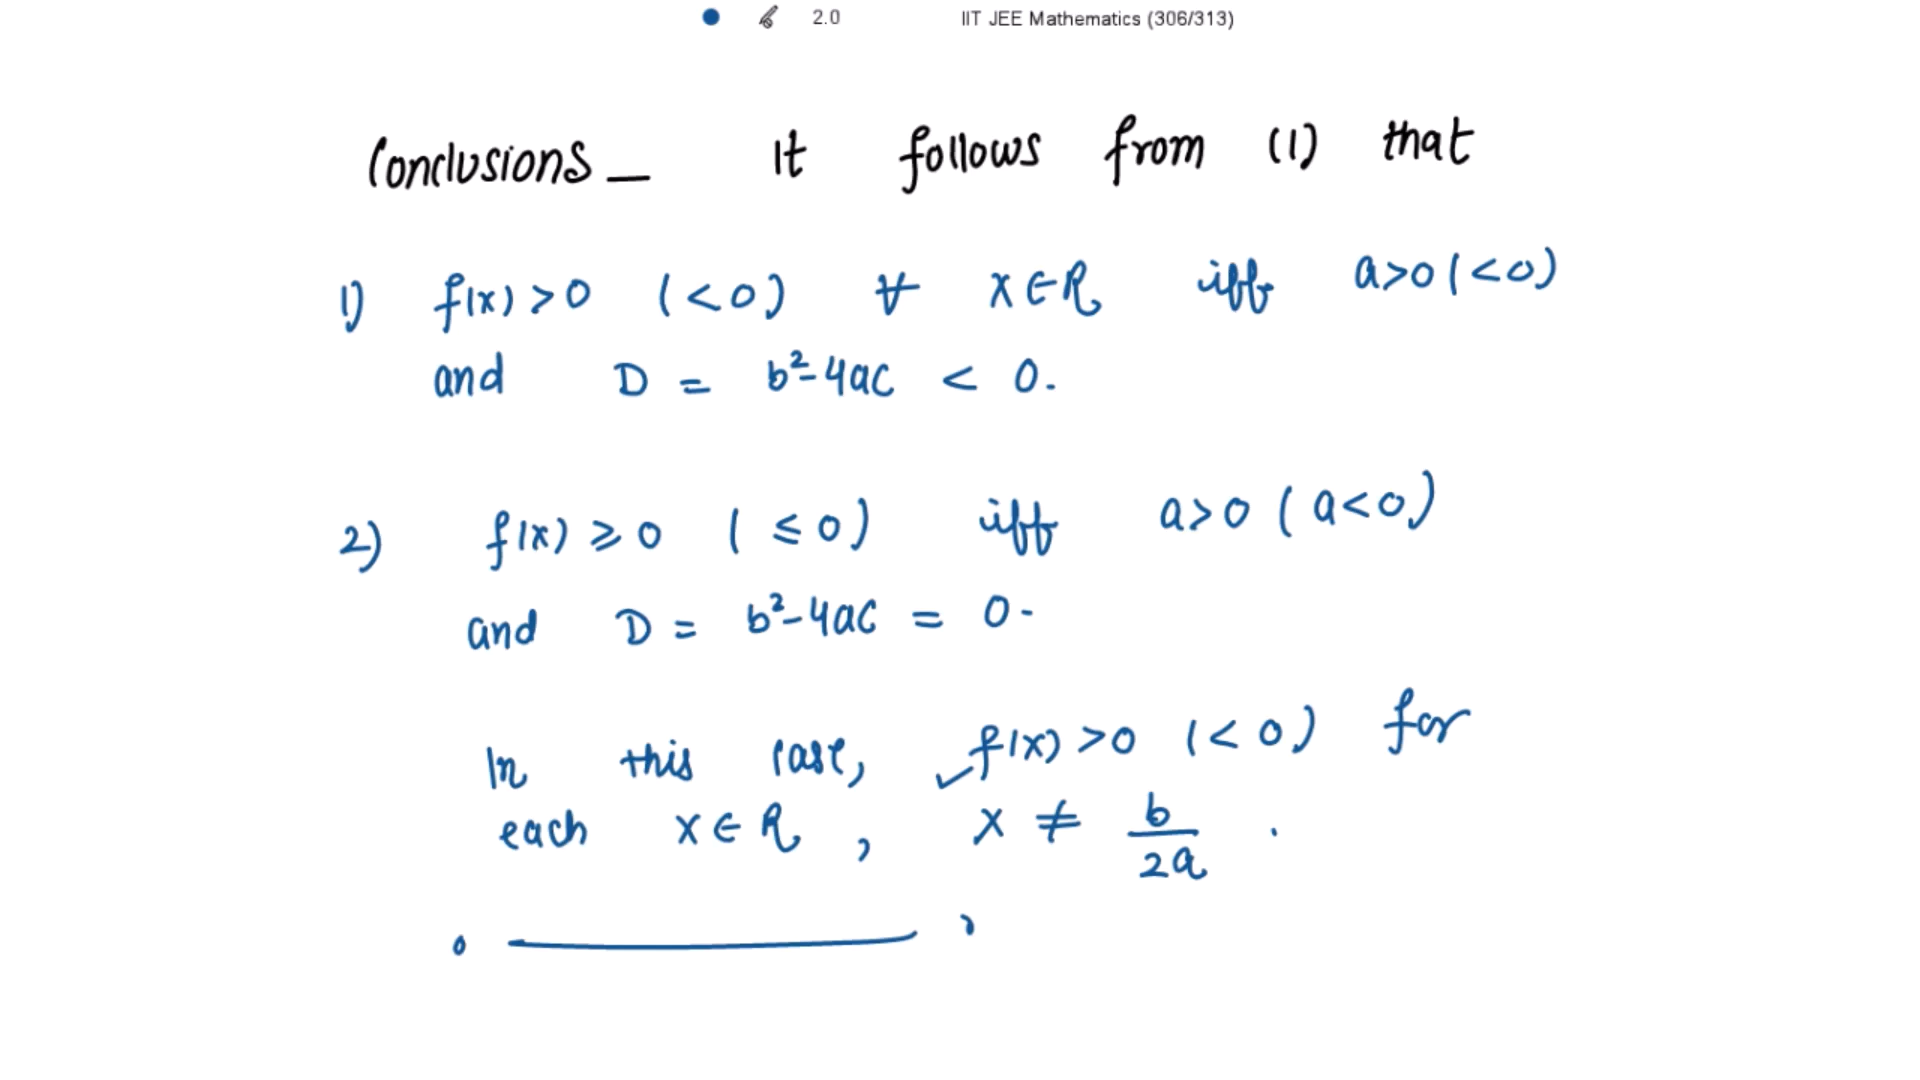 2.0 IIT JEE Mathematics (306/313)
Conclusions _ It follows from (1) that
1) f(x) > 0 (< 0) ∀ x ∈ R iff a>0 (<0)
and D = b²-4ac < 0.
2) f(x) ⩾ 0 ( ≤ 0) iff a>0 ( a<0)
and D = b²-4ac = 0.
In this case, ✓f(x) > 0 (< 0) for
each x ∈ R , x ≠ b/2a .